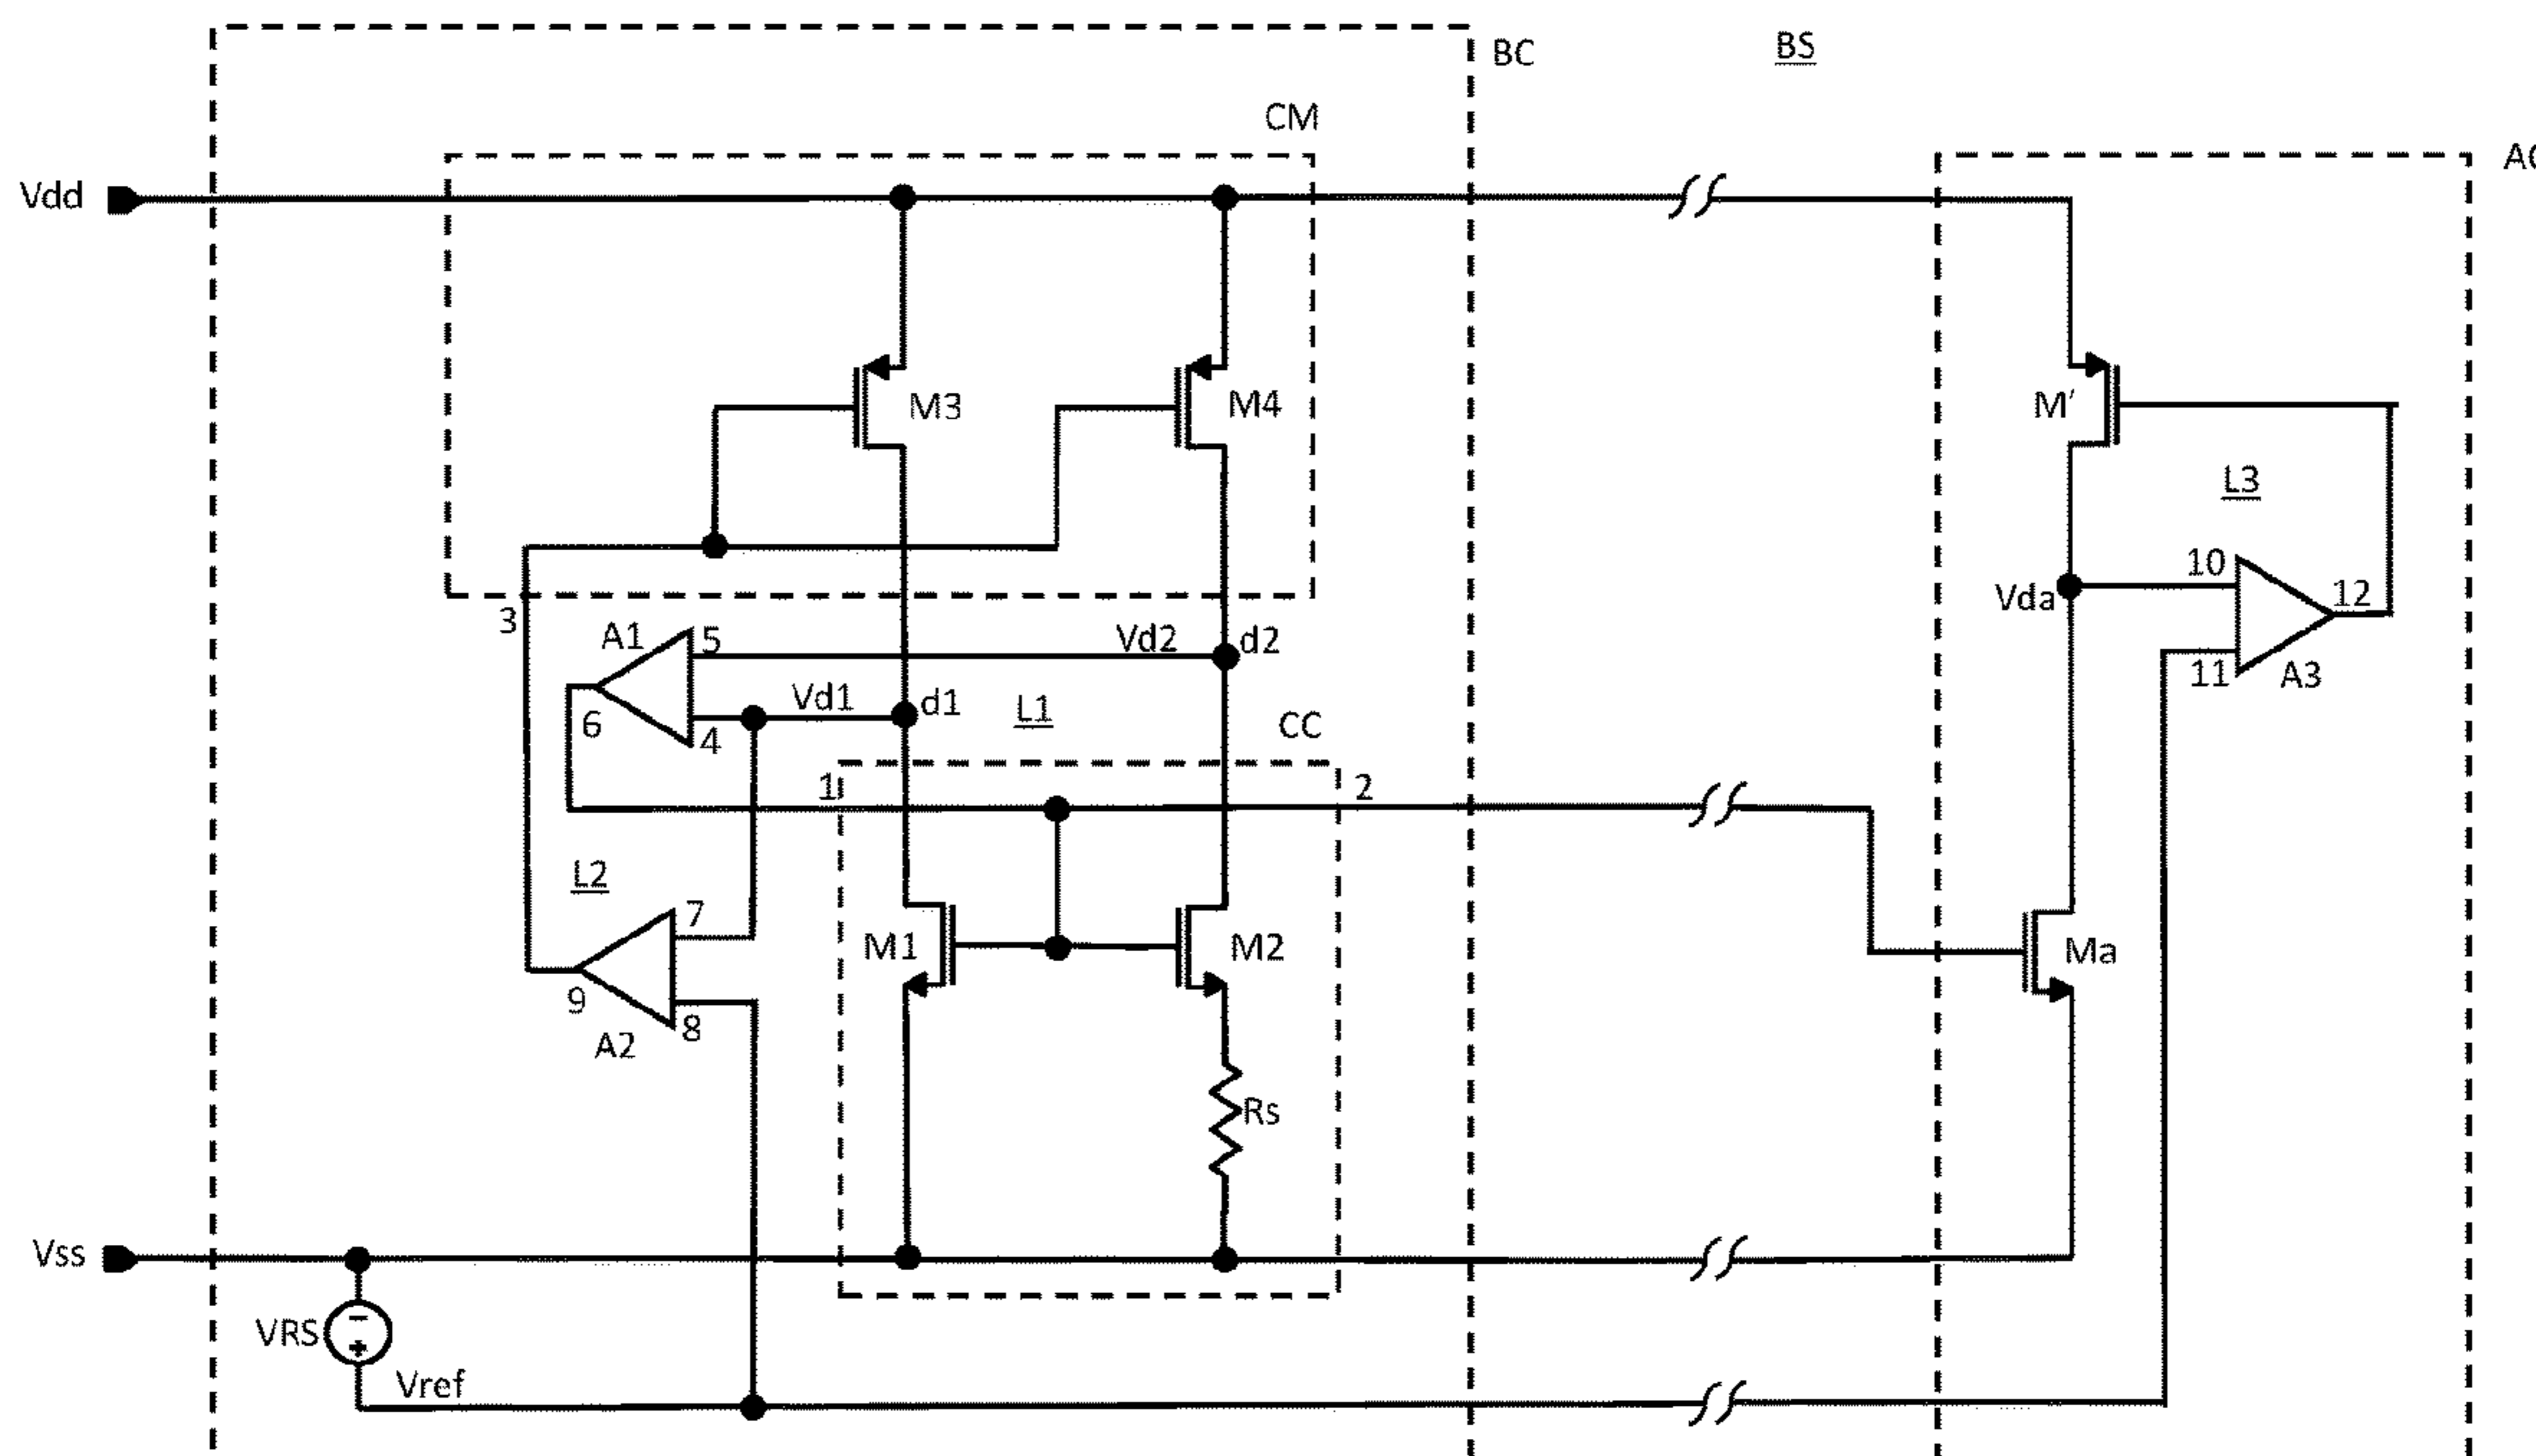 BS
BC
CM
AC
Vdd
M3
M4
M'
L3
10
12
Vda
11
A3
3
A1
5
Vd2
d2
Vd1
d1
L1
6
4
CC
1
2
L2
7
M1
M2
Ma
9
8
A2
Rs
Vss
-
VRS
+
Vref